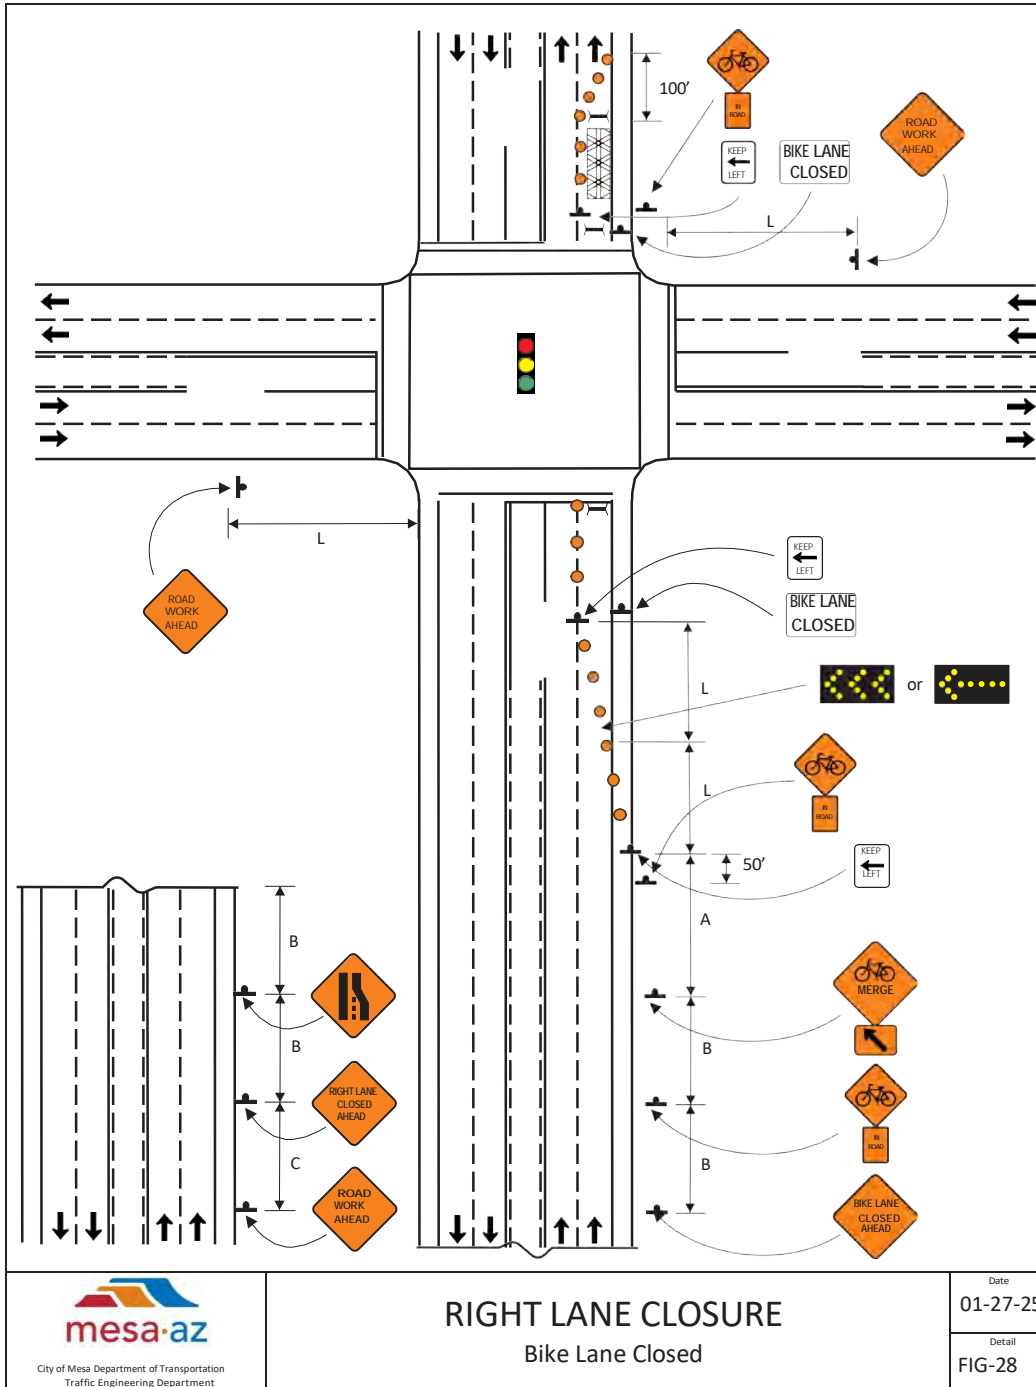 100'
IN
ROAD
KEEP
LEFT
BIKE LANE
CLOSED
ROAD
WORK
AHEAD
L
L
ROAD
WORK
AHEAD
KEEP
LEFT
BIKE LANE
CLOSED
L
or
L
IN
ROAD
50'
KEEP
LEFT
A
B
MERGE
B
B
RIGHT LANE
CLOSED
AHEAD
IN
ROAD
C
B
ROAD
WORK
AHEAD
BIKE LANE
CLOSED
AHEAD
mesa·az
City of Mesa Department of Transportation
Traffic Engineering Department
RIGHT LANE CLOSURE
Bike Lane Closed
Date
01-27-25
Detail
FIG-28